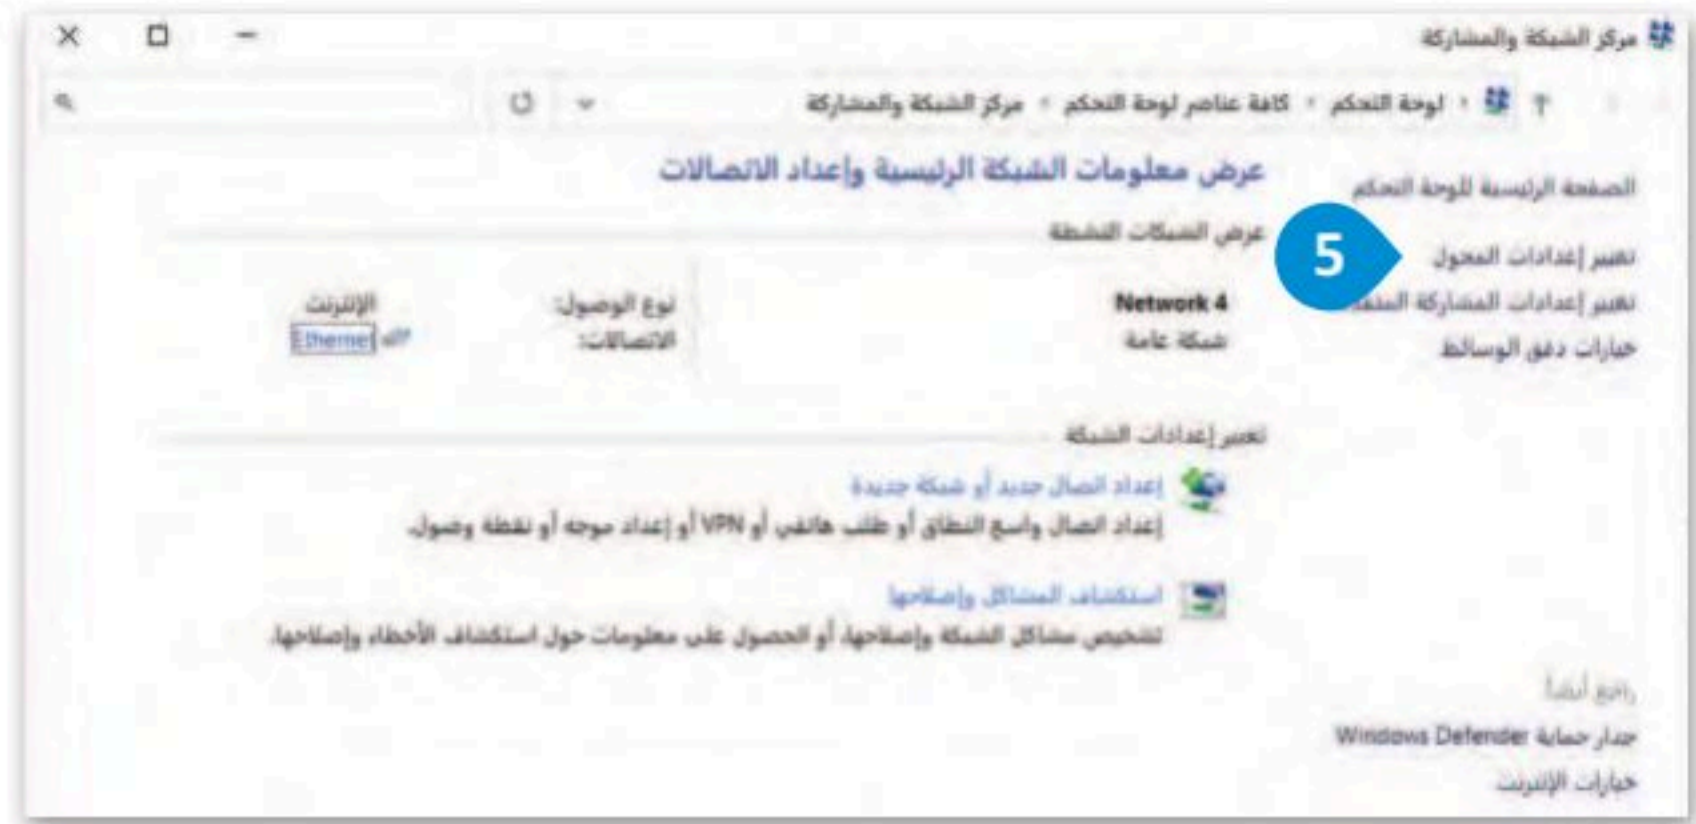 مركز الشبكة والمشاركة
لوحة التحكم › كافة عناصر لوحة التحكم › مركز الشبكة والمشاركة
الصفحة الرئيسية للوحة التحكم
تغيير إعدادات المحول
5
تغيير إعدادات المشاركة
خيارات دفق الوسائط
عرض معلومات الشبكة الرئيسية وإعداد الاتصالات
عرض الشبكات النشطة
Network 4
شبكة عامة
نوع الوصول: الإنترنت
الاتصالات: Ethernet
تغيير إعدادات الشبكة
إعداد اتصال جديد أو شبكة جديدة
إعداد اتصال واسع النطاق أو طلب هاتفي أو VPN أو إعداد موجه أو نقطة وصول.
استكشاف المشاكل وإصلاحها
تشخيص مشاكل الشبكة وإصلاحها، أو الحصول على معلومات حول استكشاف الأخطاء وإصلاحها.
راجع أيضاً
جدار حماية Windows Defender
خيارات الإنترنت